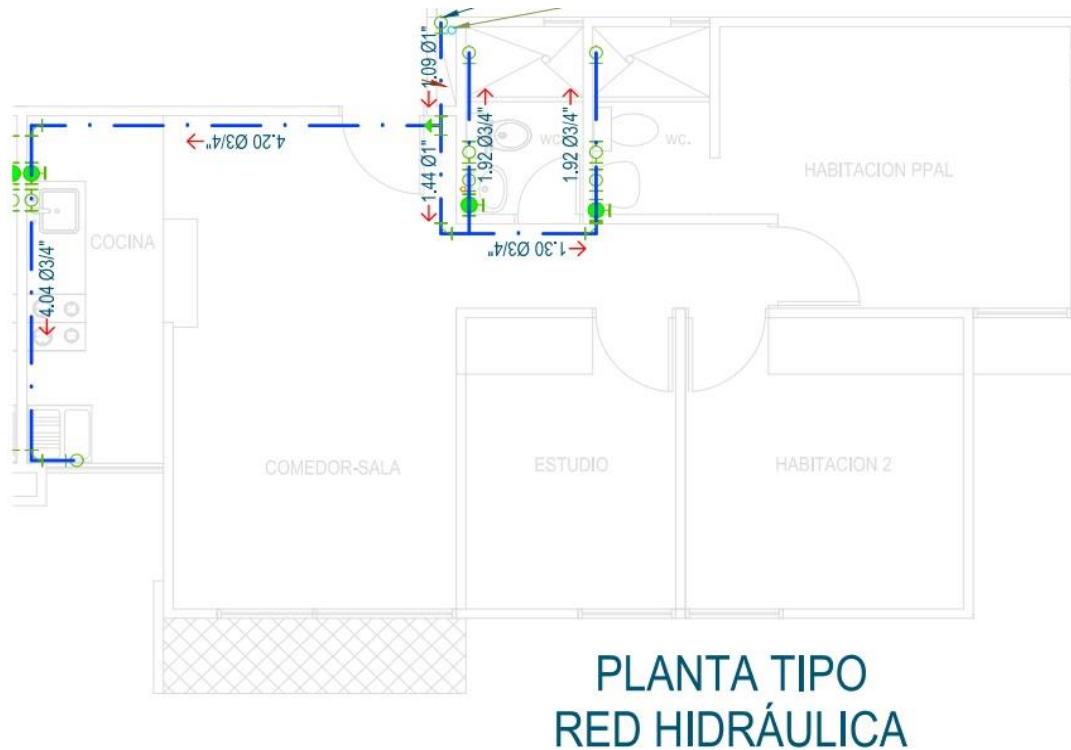 1.09 Ø1"
1.92 Ø3/4"
1.92 Ø3/4"
4.20 Ø3/4"
1.44 Ø1"
WC.
WC.
HABITACION PPAL
COCINA
1.30 Ø3/4"
4.04 Ø3/4"
COMEDOR-SALA
ESTUDIO
HABITACION 2
PLANTA TIPO
RED HIDRÁULICA